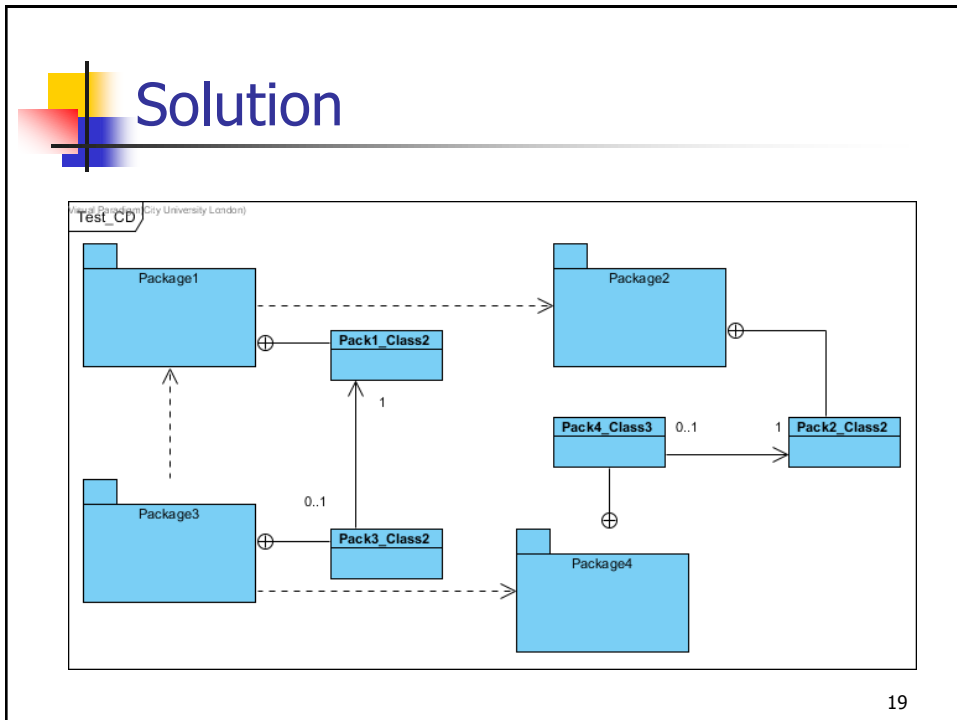 Solution
Visual Paradigm(City University London)
Test_CD
Package1
Package2
Pack1_Class2
1
Pack4_Class3
0..1
1
Pack2_Class2
0..1
Package3
Pack3_Class2
Package4
19